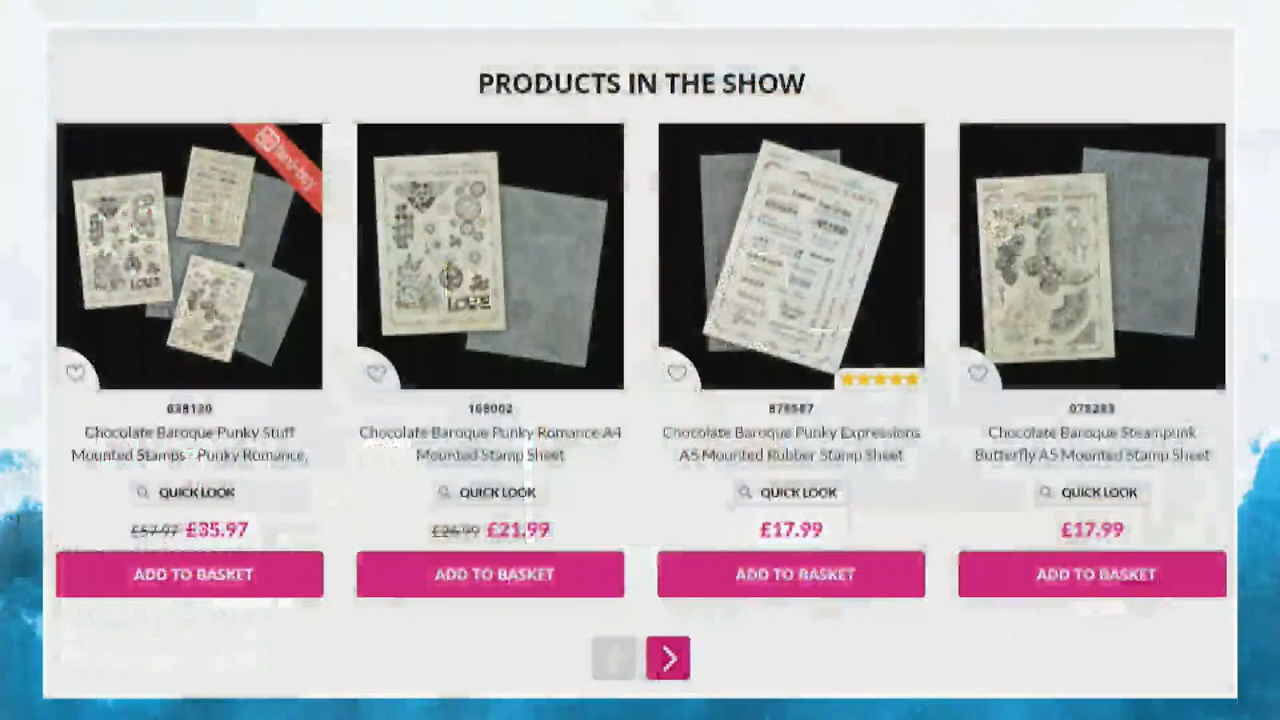 PRODUCTS IN THE SHOW
LOVE
LOVE
638130
168002
Chocolate Baroque Punky Stuff
Mounted Stamps - Punky Romance,
QUICK LOOK
£57.97 £35.97
ADD TO BASKET
Chocolate Baroque Punky Romance A4
Mounted Stamp Sheet
QUICK LOOK
£26.99 £21.99
ADD TO BASKET
Chocolate Baroque Punky Expressions
A5 Mounted Rubber Stamp Sheet
QUICK LOOK
£17.99
ADD TO BASKET
Chocolate Baroque Steampunk
Butterfly A5 Mounted Stamp Sheet
QUICK LOOK
£17.99
ADD TO BASKET